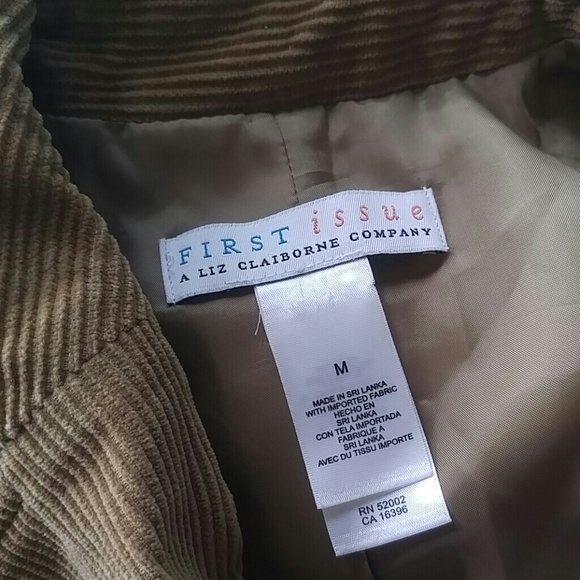 FIRST issue
A LIZ CLAIBORNE COMPANY
M
MADE IN SRI LANKA
WITH IMPORTED FABRIC
HECHO EN
SRI LANKA
CON TELA IMPORTADA
FABRIQUE A
SRI LANKA
AVEC DU TISSU IMPORTE
RN 52002
CA 16396